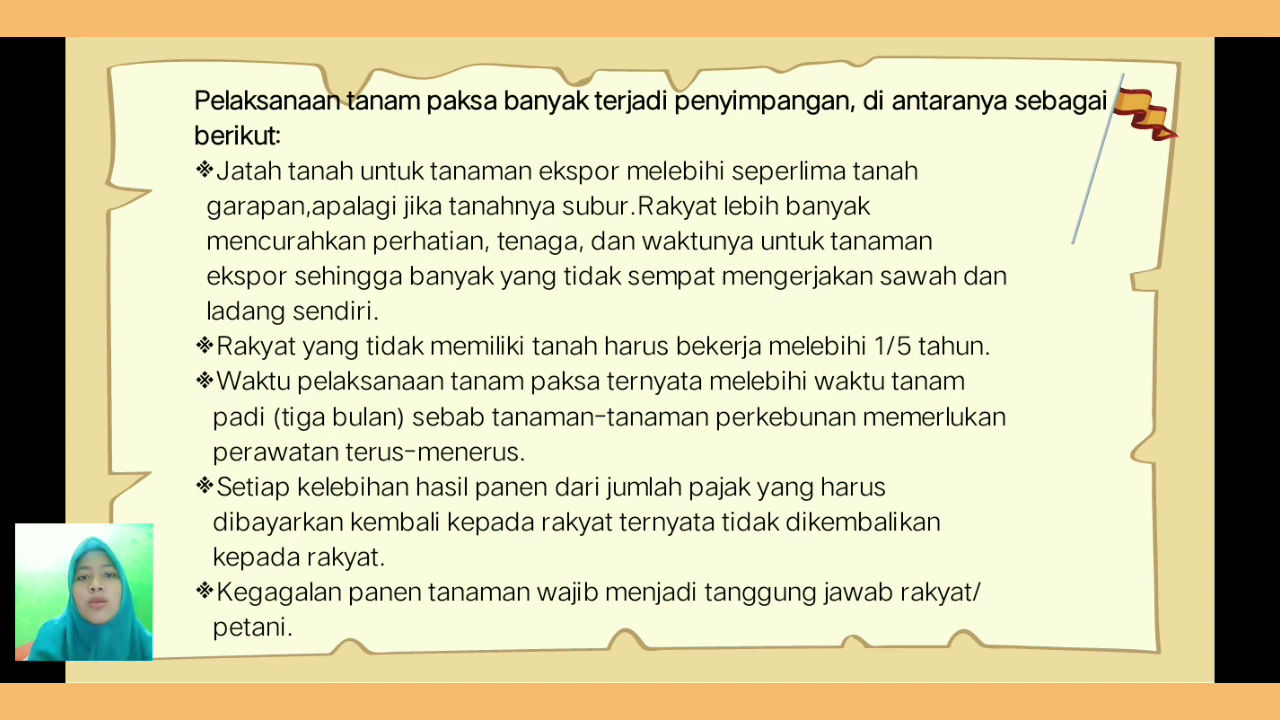 Pelaksanaan tanam paksa banyak terjadi penyimpangan, di antaranya sebagai
berikut:
❖Jatah tanah untuk tanaman ekspor melebihi seperlima tanah
garapan,apalagi jika tanahnya subur.Rakyat lebih banyak
mencurahkan perhatian, tenaga, dan waktunya untuk tanaman
ekspor sehingga banyak yang tidak sempat mengerjakan sawah dan
ladang sendiri.
❖Rakyat yang tidak memiliki tanah harus bekerja melebihi 1/5 tahun.
❖Waktu pelaksanaan tanam paksa ternyata melebihi waktu tanam
padi (tiga bulan) sebab tanaman-tanaman perkebunan memerlukan
perawatan terus-menerus.
❖Setiap kelebihan hasil panen dari jumlah pajak yang harus
dibayarkan kembali kepada rakyat ternyata tidak dikembalikan
kepada rakyat.
❖Kegagalan panen tanaman wajib menjadi tanggung jawab rakyat/
petani.